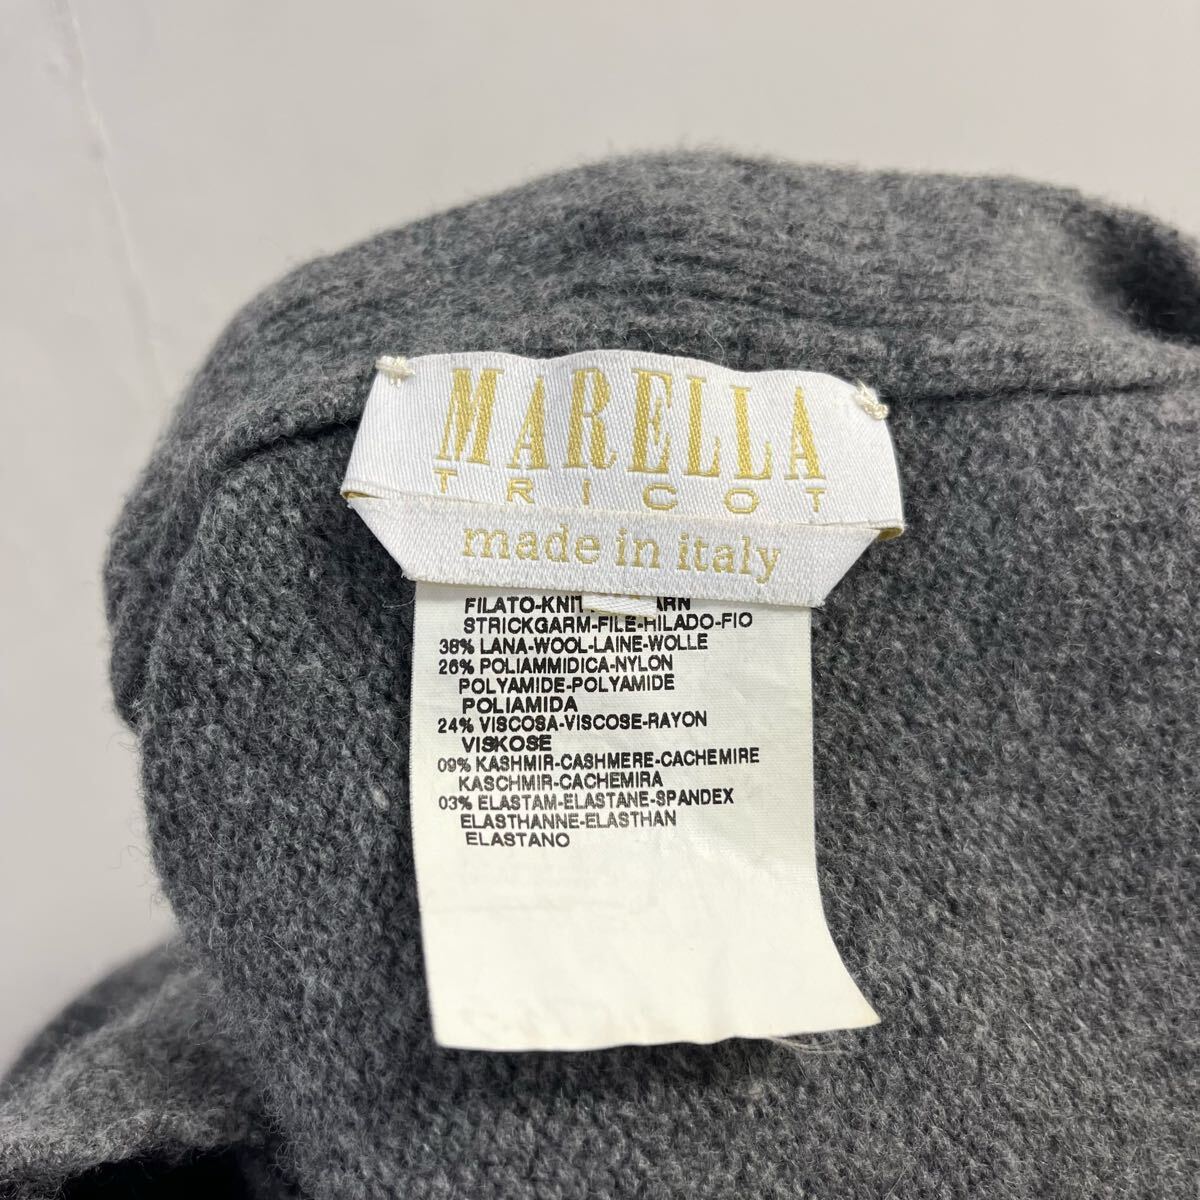 MARELLA
TRICOT
made in italy
FILATO-KNIT
STRICKGARM-FILE-HILADO-FIO
38% LANA-WOOL-LAINE-WOLLE
26% POLIAMMIDICA-NYLON
POLYAMIDE-POLYAMIDE
POLIAMIDA
24% VISCOSA-VISCOSE-RAYON
VISKOSE
09% KASHMIR-CASHMERE-CACHEMIRE
KASCHMIR-CACHEMIRA
03% ELASTAM-ELASTANE-SPANDEX
ELASTHANNE-ELASTHAN
ELASTANO